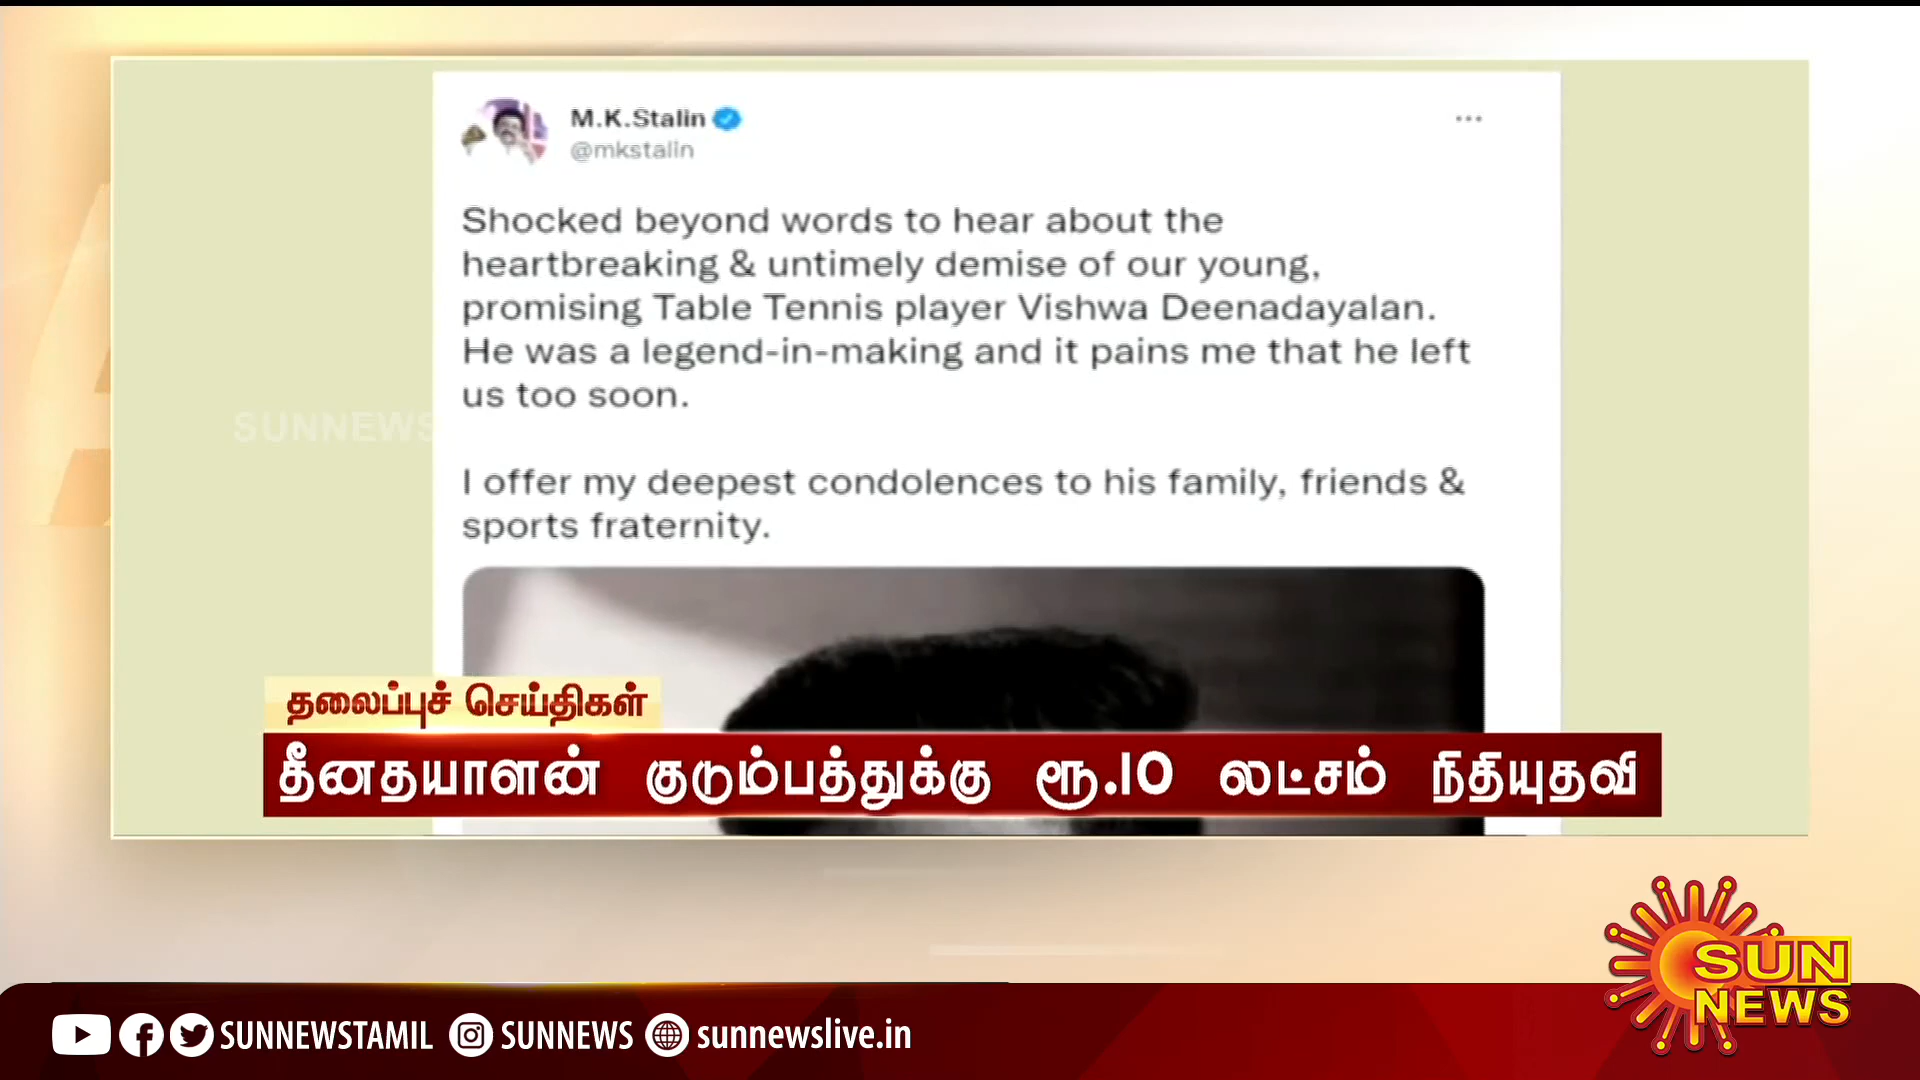 M.K.Stalin
@mkstalin
Shocked beyond words to hear about the
heartbreaking & untimely demise of our young,
promising Table Tennis player Vishwa Deenadayalan.
He was a legend-in-making and it pains me that he left
us too soon.
I offer my deepest condolences to his family, friends &
sports fraternity.
SUNNEWS
தலைப்புச் செய்திகள்
தீனதயாளன் குடும்பத்துக்கு ரூ.10 லட்சம் நிதியுதவி
SUN
NEWS
SUNNEWSTAMIL SUNNEWS sunnewslive.in